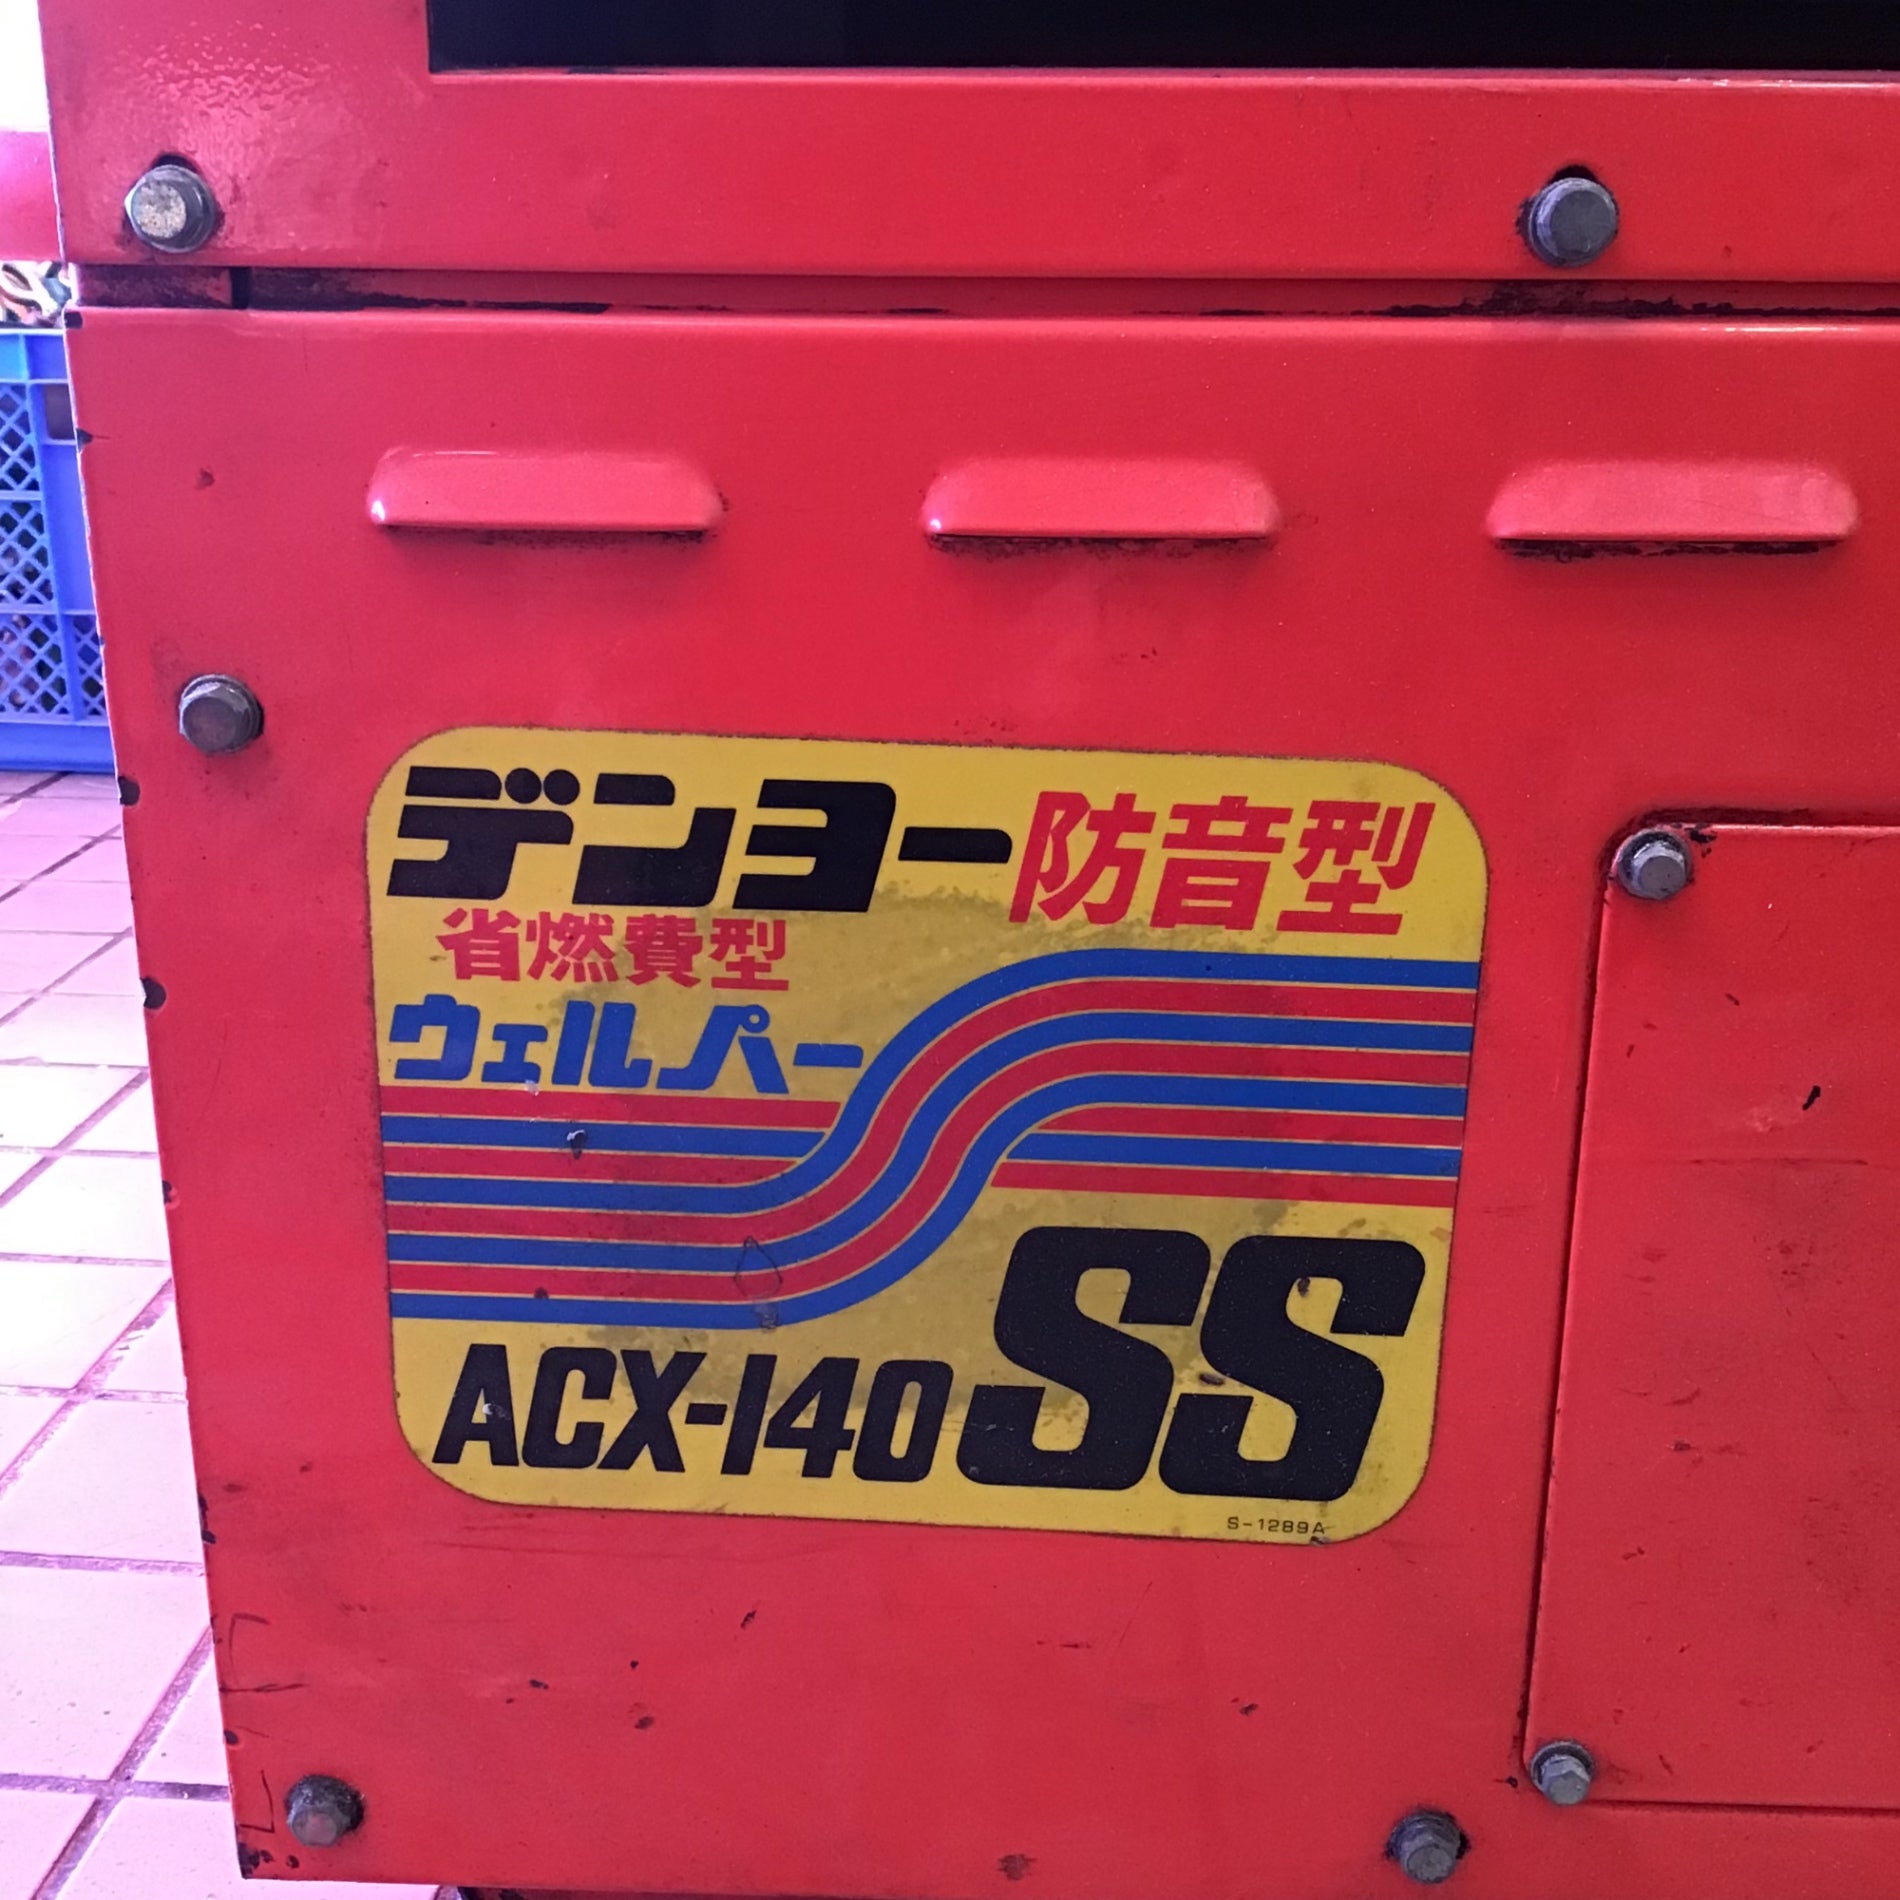 デンヨー防音型
省燃費型
ウェルパー
ACX-140SS
S-1289A